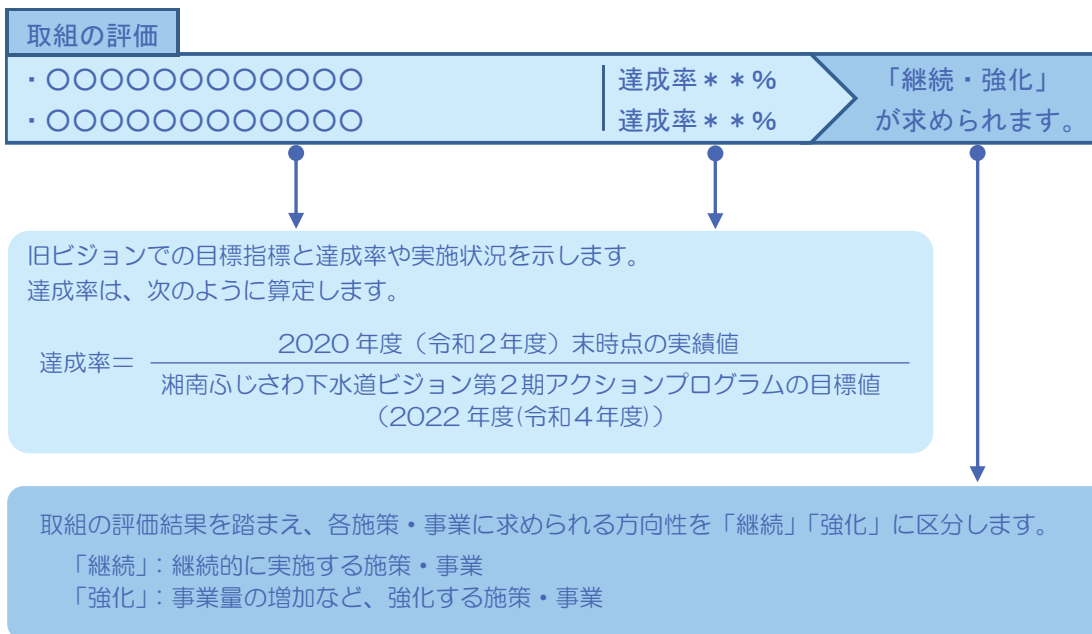 取組の評価
・〇〇〇〇〇〇〇〇〇〇〇〇 達成率＊＊％
・〇〇〇〇〇〇〇〇〇〇〇〇 達成率＊＊％
「継続・強化」
が求められます。
旧ビジョンでの目標指標と達成率や実施状況を示します。
達成率は、次のように算定します。
達成率＝
2020 年度（令和２年度）末時点の実績値
湘南ふじさわ下水道ビジョン第２期アクションプログラムの目標値
（2022 年度(令和４年度)）
取組の評価結果を踏まえ、各施策・事業に求められる方向性を「継続」「強化」に区分します。
「継続」：継続的に実施する施策・事業
「強化」：事業量の増加など、強化する施策・事業